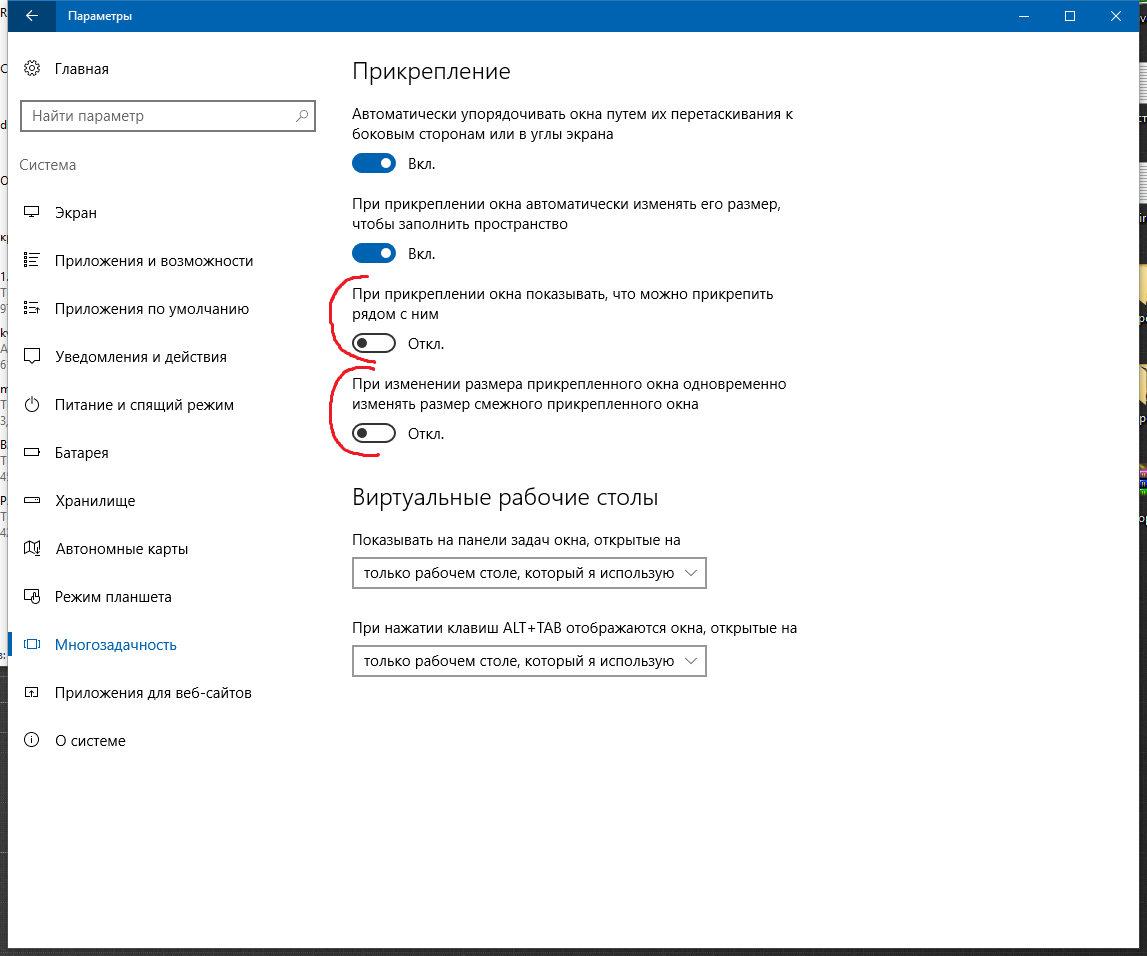 Параметры
Главная
Найти параметр
Система
Экран
Приложения и возможности
Приложения по умолчанию
Уведомления и действия
Питание и спящий режим
Батарея
Хранилище
Автономные карты
Режим планшета
Многозадачность
Приложения для веб-сайтов
О системе
Прикрепление
Автоматически упорядочивать окна путем их перетаскивания к
боковым сторонам или в углы экрана
Вкл.
При прикреплении окна автоматически изменять его размер,
чтобы заполнить пространство
Вкл.
При прикреплении окна показывать, что можно прикрепить
рядом с ним
Откл.
При изменении размера прикрепленного окна одновременно
изменять размер смежного прикрепленного окна
Откл.
Виртуальные рабочие столы
Показывать на панели задач окна, открытые на
только рабочем столе, который я использую
При нажатии клавиш ALT+TAB отображаются окна, открытые на
только рабочем столе, который я использую